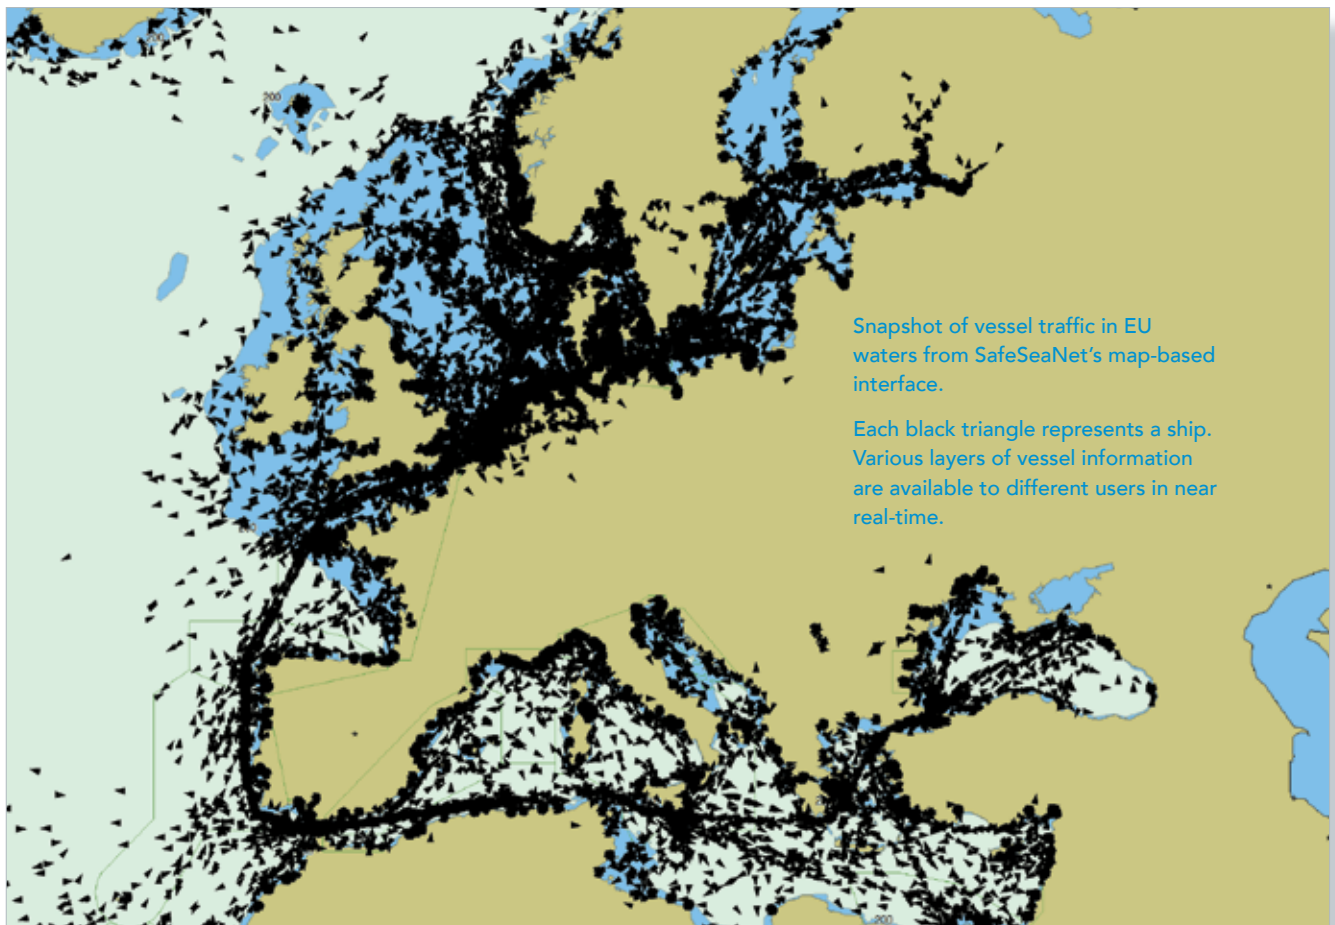 200
200
Snapshot of vessel traffic in EU
waters from SafeSeaNet's map-based
interface.
Each black triangle represents a ship.
Various layers of vessel information
are available to different users in near
real-time.
200